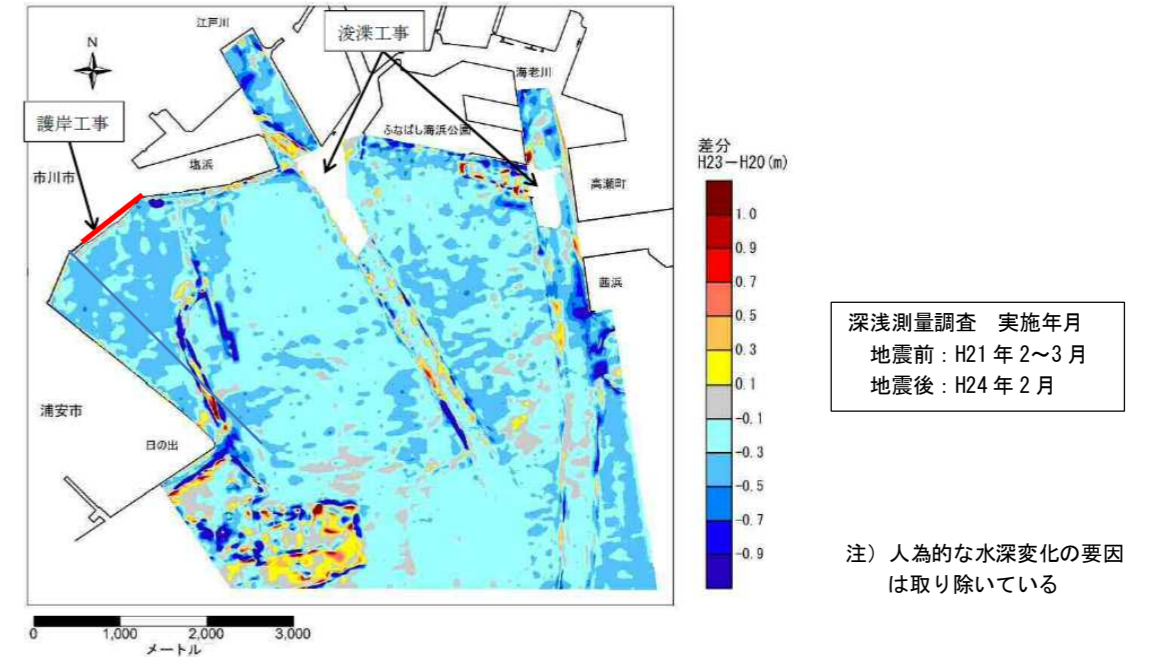 江戸川
浚渫工事
N
海老川
護岸工事
ふなばし海浜公園
塩浜
市川市
高瀬町
茜浜
浦安市
日の出
差分
H23－H20(m)
1.0
0.9
0.7
0.5
0.3
0.1
-0.1
-0.3
-0.5
-0.7
-0.9
深浅測量調査　実施年月
地震前：H21年2～3月
地震後：H24年2月
注）人為的な水深変化の要因
は取り除いている
0 1,000 2,000 3,000
メートル